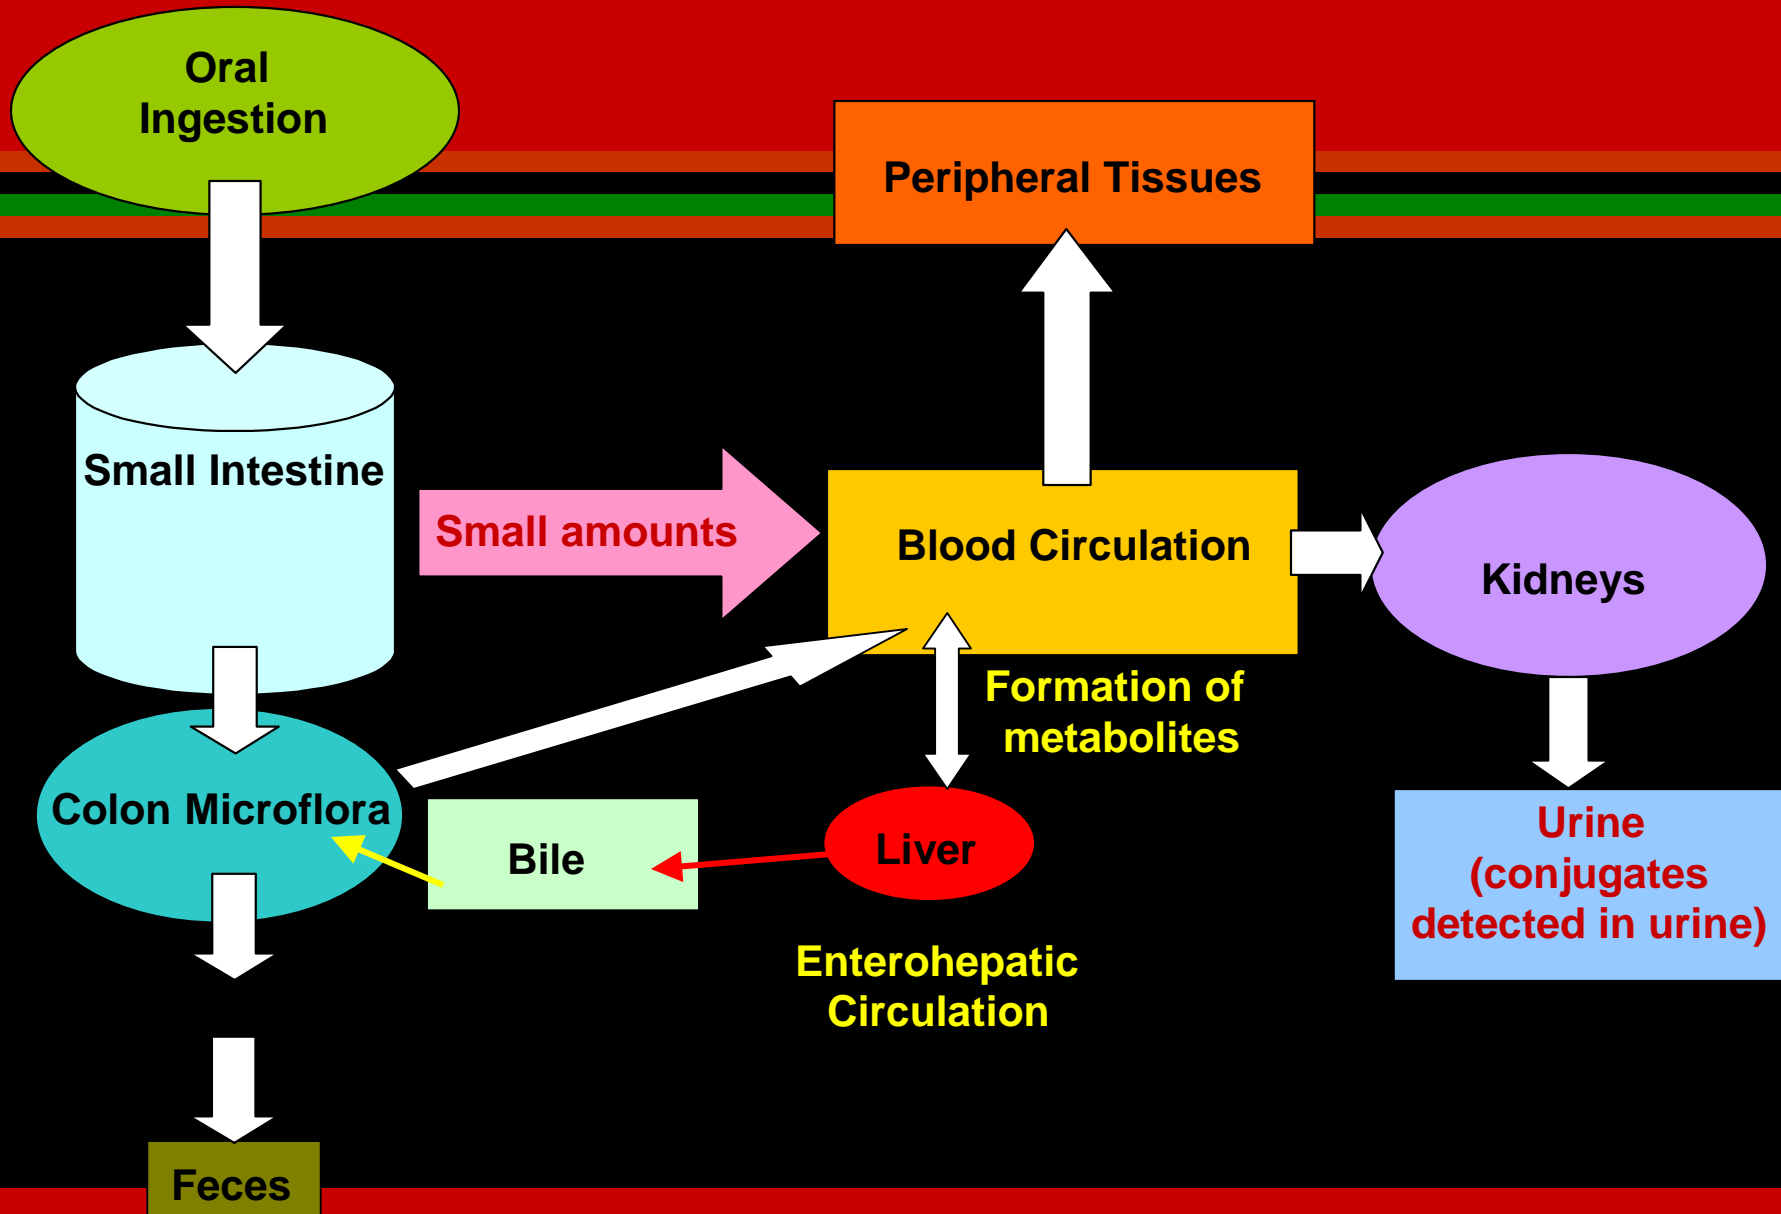 Oral
Ingestion
Peripheral Tissues
Small Intestine
Small amounts
Blood Circulation
Kidneys
Formation of
metabolites
Colon Microflora
Bile
Liver
Urine
(conjugates
detected in urine)
Enterohepatic
Circulation
Feces